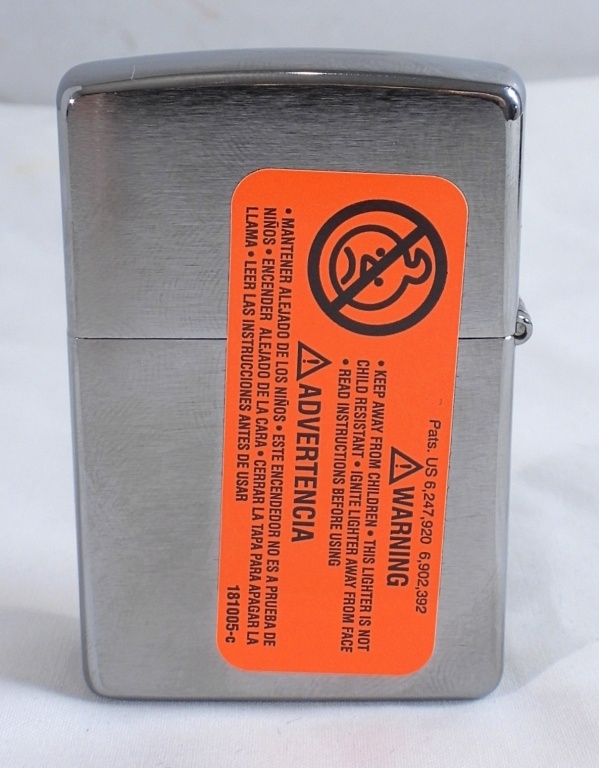 Pats. US 6,247,920 6,902,392
⚠WARNING
• KEEP AWAY FROM CHILDREN • THIS LIGHTER IS NOT
CHILD RESISTANT • IGNITE LIGHTER AWAY FROM FACE
• READ INSTRUCTIONS BEFORE USING
⚠ADVERTENCIA
• MANTENER ALEJADO DE LOS NIÑOS • ESTE ENCENDEDOR NO ES A PRUEBA DE
NIÑOS • ENCENDER ALEJADO DE LA CARA • CERRAR LA TAPA PARA APAGAR LA
LLAMA • LEER LAS INSTRUCCIONES ANTES DE USAR
181005-c